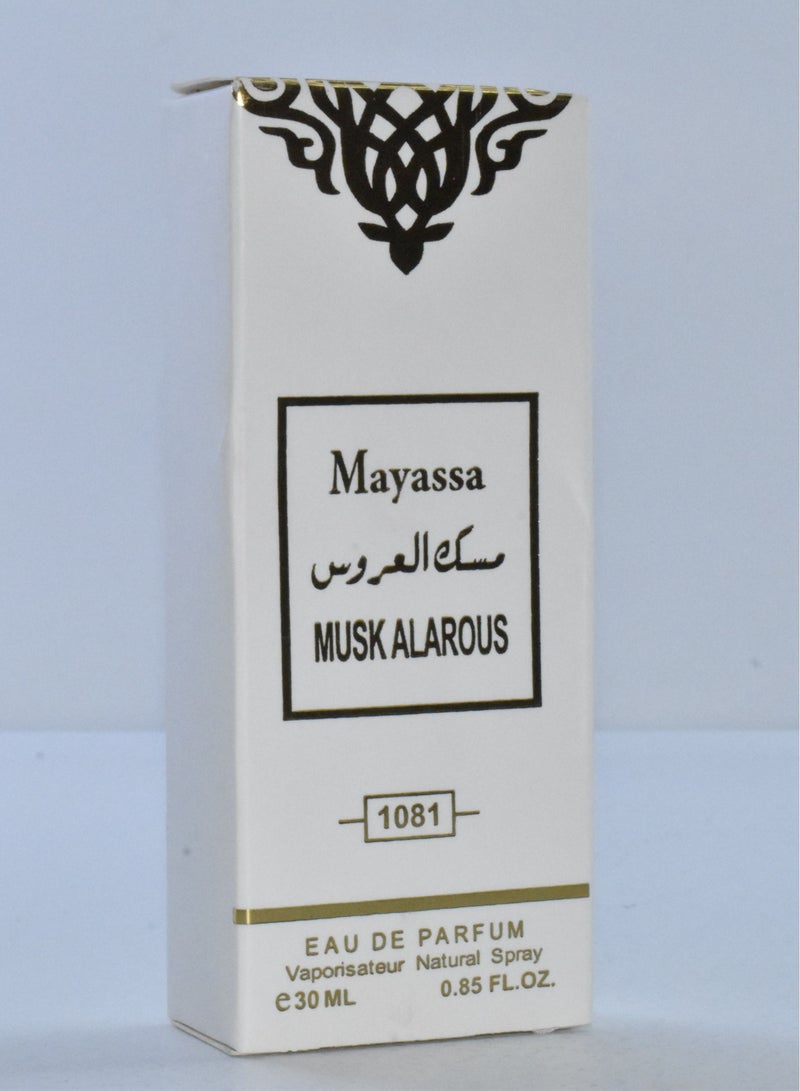 Mayassa
مسك العروس
MUSK ALAROUS
1081
EAU DE PARFUM
Vaporisateur Natural Spray
e 30 ML 0.85 FL.OZ.